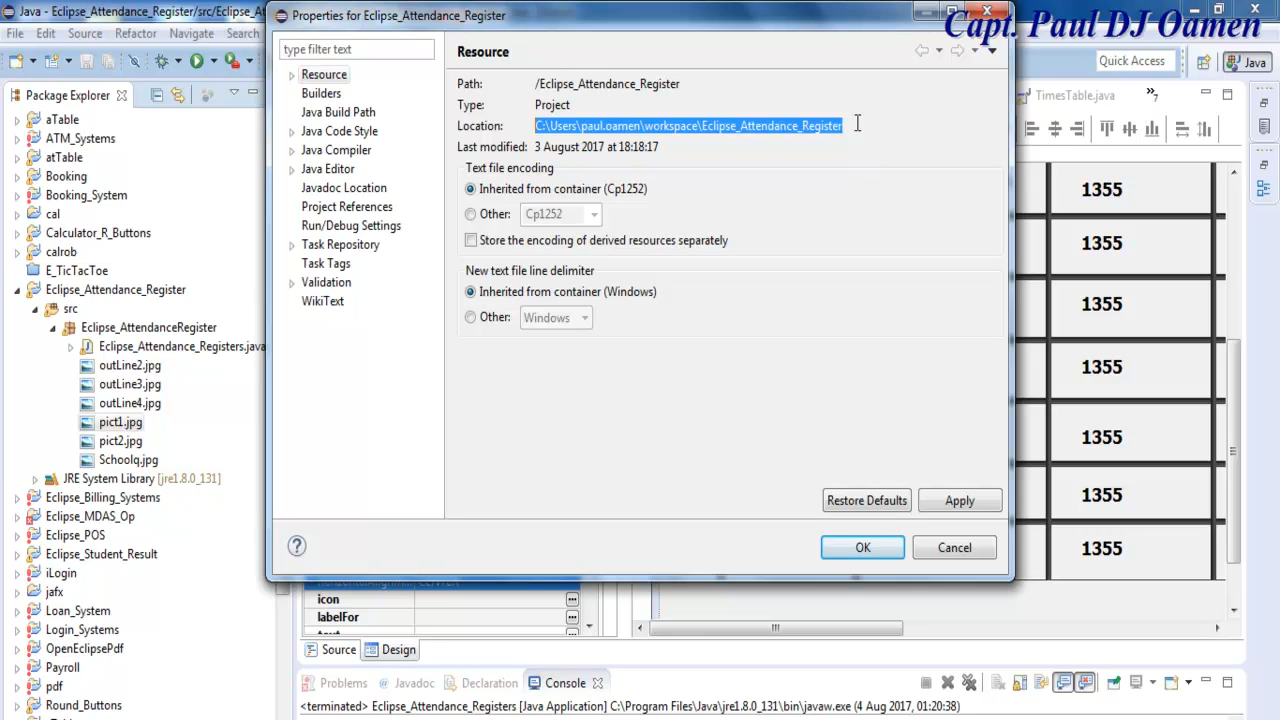 Java - Eclipse_Attendance_Register/src/Eclipse_A
Properties for Eclipse_Attendance_Register
Capt. Paul DJ Oamen
File Edit Source Refactor Navigate Search
Quick Access
Java
type filter text
Resource
Builders
Java Build Path
Java Code Style
Java Compiler
Java Editor
Javadoc Location
Project References
Run/Debug Settings
Task Repository
Task Tags
Validation
WikiText
Resource
Path: /Eclipse_Attendance_Register
Type: Project
Location: C:\Users\paul.oamen\workspace\Eclipse_Attendance_Register
Last modified: 3 August 2017 at 18:18:17
Text file encoding
Inherited from container (Cp1252)
Other: Cp1252
Store the encoding of derived resources separately
New text file line delimiter
Inherited from container (Windows)
Other: Windows
Restore Defaults Apply
OK Cancel
Package Explorer
aTable
ATM_Systems
atTable
Booking
Booking_System
cal
Calculator_R_Buttons
calrob
E_TicTacToe
Eclipse_Attendance_Register
src
Eclipse_AttendanceRegister
Eclipse_Attendance_Registers.java
outLine2.jpg
outLine3.jpg
outLine4.jpg
pict1.jpg
pict2.jpg
Schoolq.jpg
JRE System Library [jre1.8.0_131]
Eclipse_Billing_Systems
Eclipse_MDAS_Op
Eclipse_POS
Eclipse_Student_Result
iLogin
jafx
Loan_System
Login_Systems
OpenEclipsePdf
Payroll
pdf
Round_Buttons
TimesTable.java
7
1355
1355
1355
1355
1355
1355
1355
icon
labelFor
Source Design
Problems Javadoc Declaration Console
<terminated> Eclipse_Attendance_Registers [Java Application] C:\Program Files\Java\jre1.8.0_131\bin\javaw.exe (4 Aug 2017, 01:20:38)